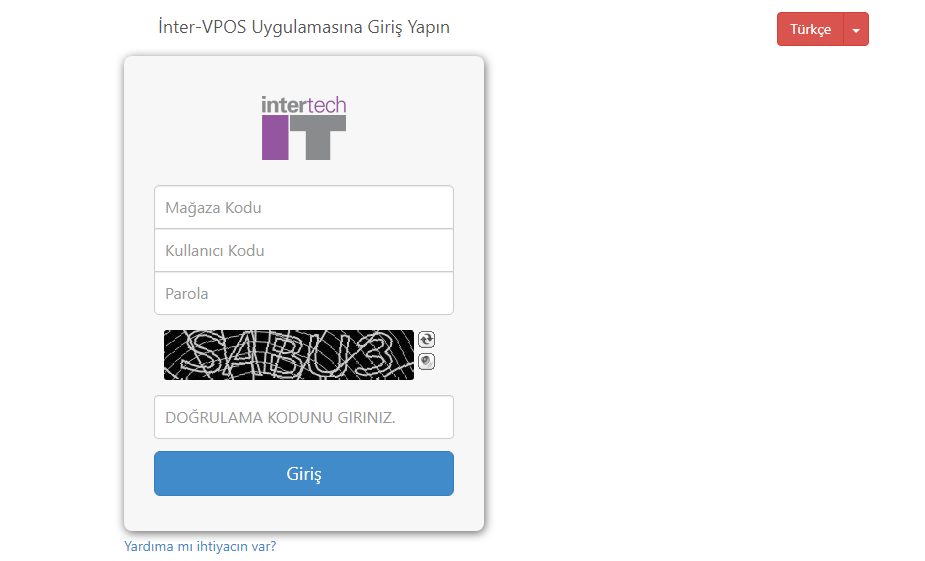 İnter-VPOS Uygulamasına Giriş Yapın
Türkçe
intertech
IT
Mağaza Kodu
Kullanıcı Kodu
Parola
SABU3
DOĞRULAMA KODUNU GIRINIZ.
Giriş
Yardıma mı ihtiyacın var?